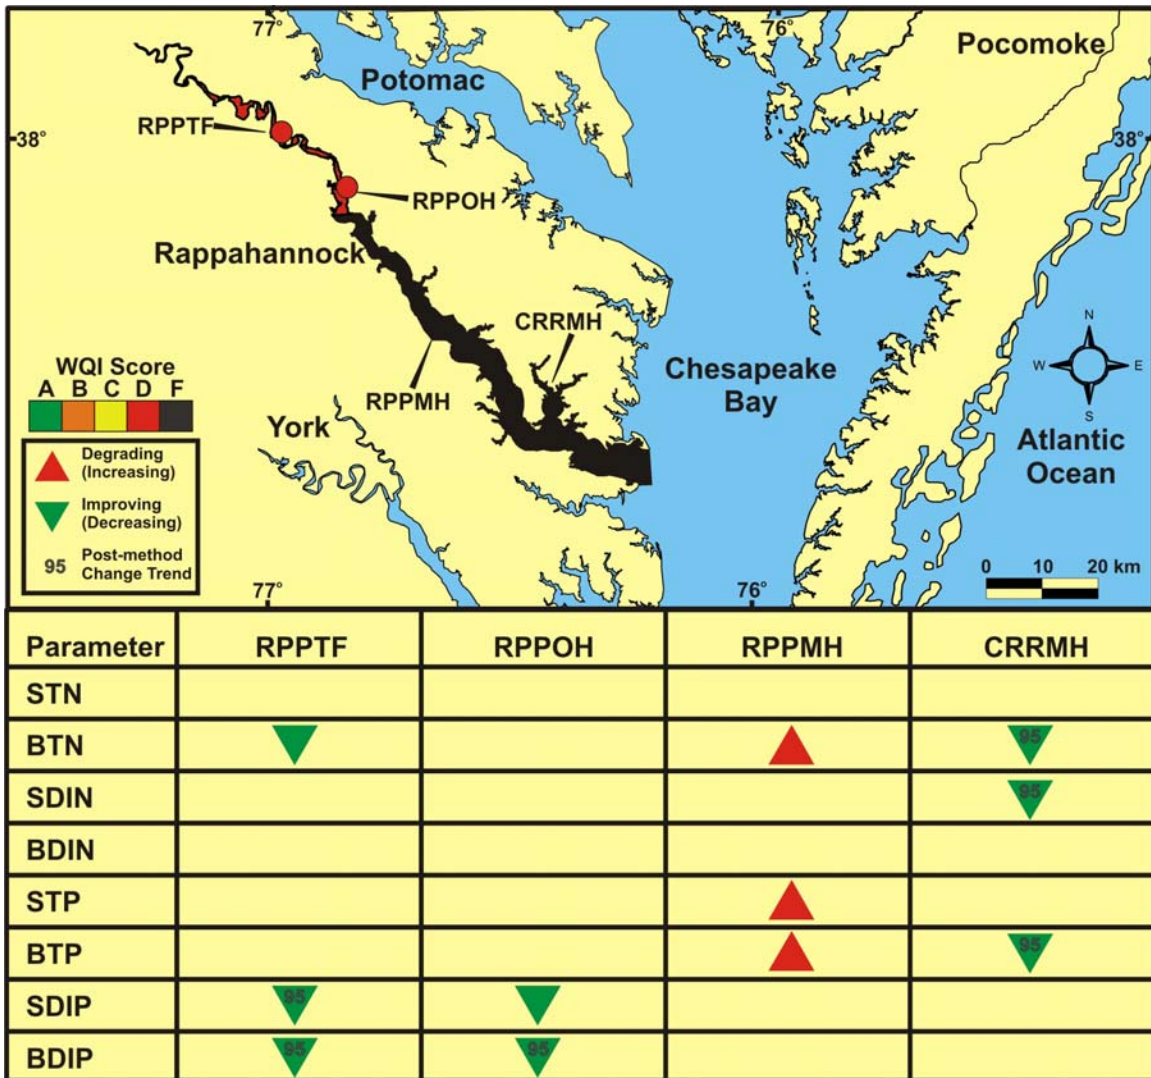 77°
76°
Pocomoke
Potomac
RPPTF
38°
38°
RPPOH
Rappahannock
CRRMH
N
W E
S
WQI Score
A B C D F
RPPMH
Chesapeake
Bay
York
Atlantic
Ocean
Degrading
(Increasing)
Improving
(Decreasing)
95 Post-method
Change Trend
77°
76°
0 10 20 km
Parameter RPPTF RPPOH RPPMH CRRMH
STN
BTN 95
SDIN 95
BDIN
STP
BTP 95
SDIP 95
BDIP 95 95